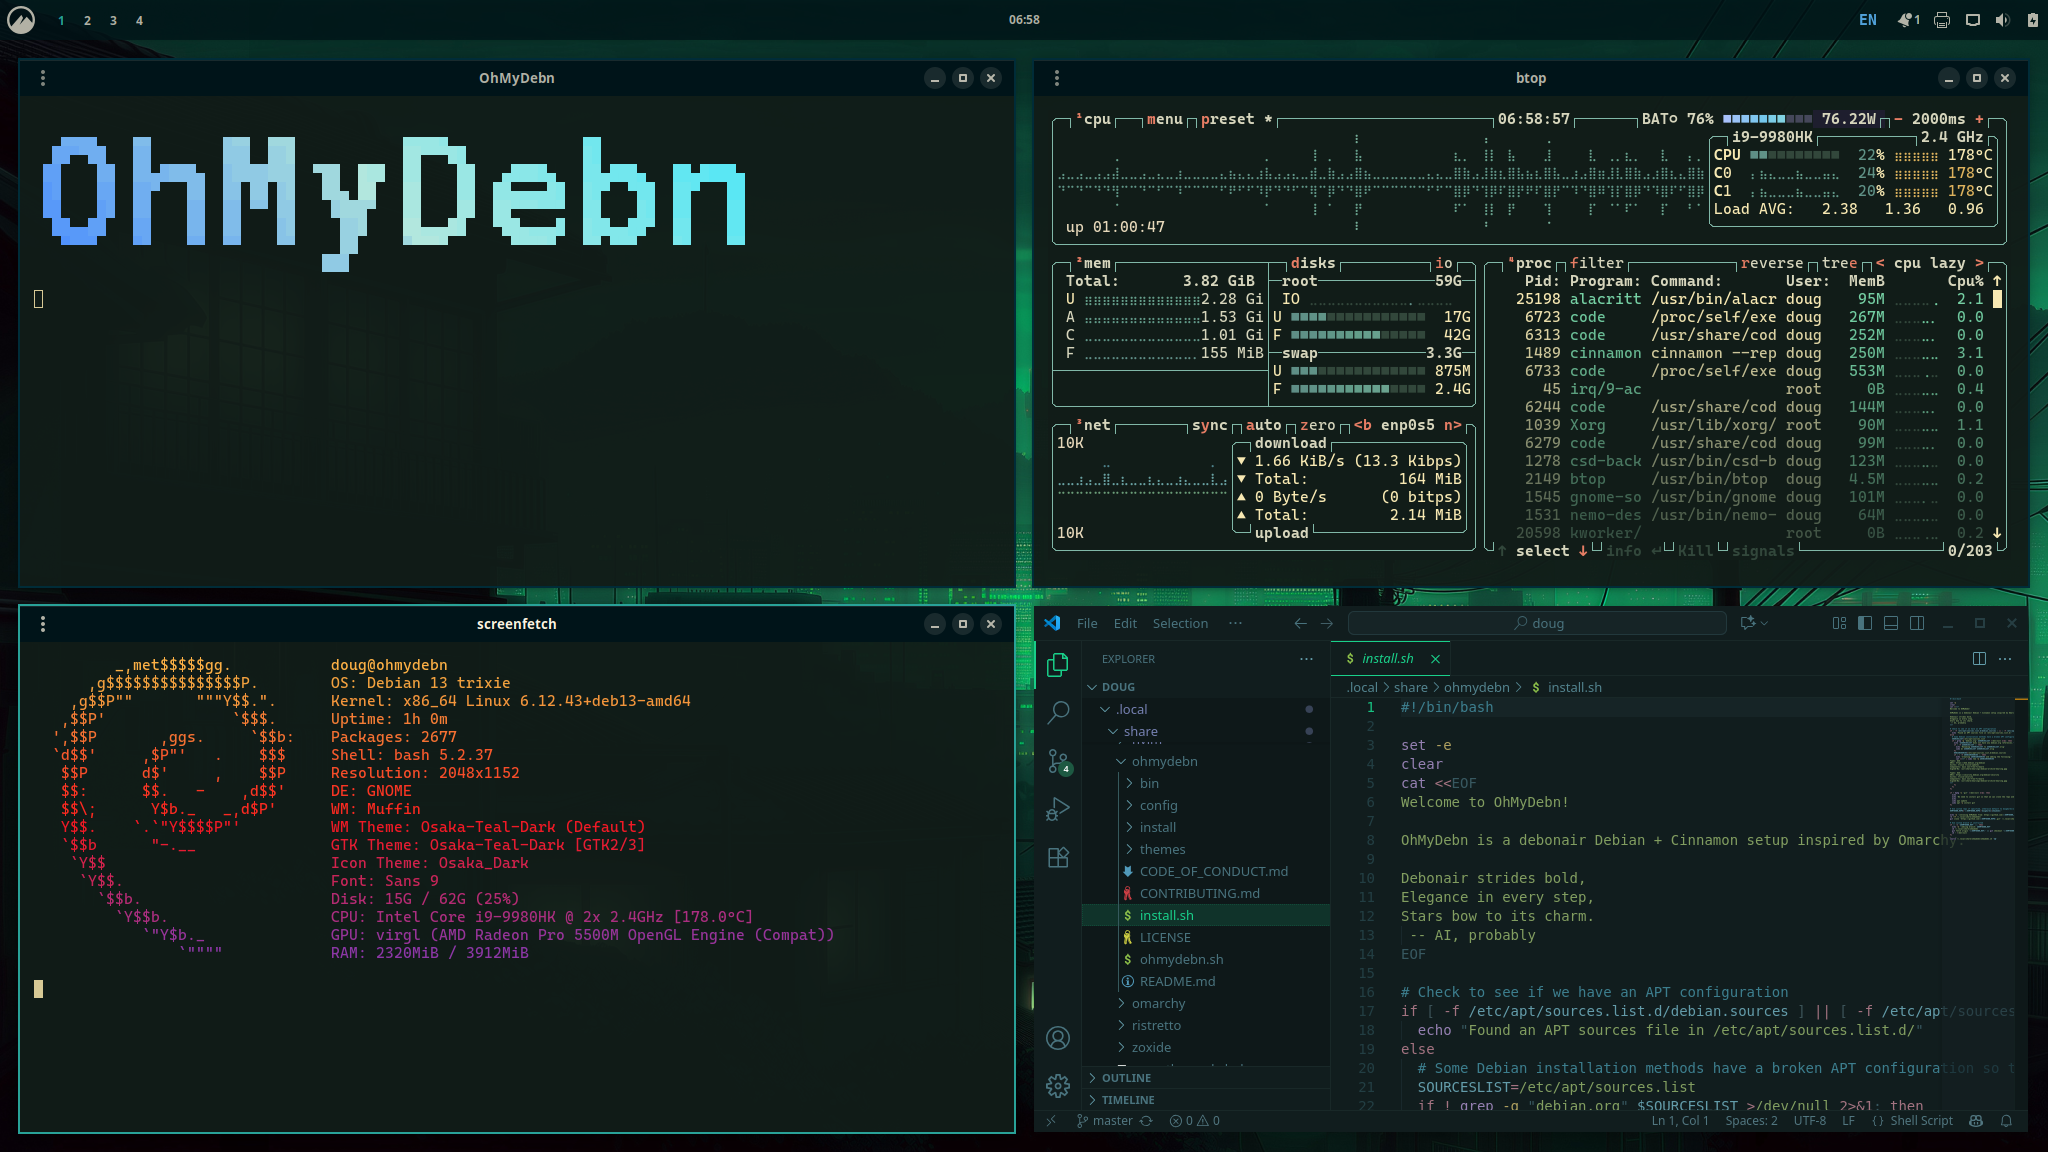 1 2 3 4
06:58
EN
1
OhMyDebn
OhMyDebn
btop
¹cpu menu preset * 06:58:57 BAT 76% 76.22W - 2000ms +
i9-9980HK 2.4 GHz
CPU 22% 178°C
C0 24% 178°C
C1 20% 178°C
Load AVG: 2.38 1.36 0.96
up 01:00:47
²mem
Total: 3.82 GiB
U 2.28 Gi
A 1.53 Gi
C 1.01 Gi
F 155 MiB
disks io
root 59G
IO
U 17G
F 42G
swap 3.3G
U 875M
F 2.4G
³net sync auto zero <b enp0s5 n>
10K
download
▼ 1.66 KiB/s (13.3 Kibps)
▼ Total: 164 MiB
▲ 0 Byte/s (0 bitps)
▲ Total: 2.14 MiB
upload
10K
⁴proc filter reverse tree < cpu lazy >
Pid: Program: Command: User: MemB Cpu% ↑
25198 alacritt /usr/bin/alacr doug 95M 2.1
6723 code /proc/self/exe doug 267M 0.0
6313 code /usr/share/cod doug 252M 0.0
1489 cinnamon cinnamon --rep doug 250M 3.1
6733 code /proc/self/exe doug 553M 0.0
45 irq/9-ac root 0B 0.4
6244 code /usr/share/cod doug 144M 0.0
1039 Xorg /usr/lib/xorg/ root 90M 1.1
6279 code /usr/share/cod doug 99M 0.0
1278 csd-back /usr/bin/csd-b doug 123M 0.0
2149 btop /usr/bin/btop doug 4.5M 0.2
1545 gnome-so /usr/bin/gnome doug 101M 0.0
1531 nemo-des /usr/bin/nemo- doug 64M 0.0
20598 kworker/ root 0B 0.2 ↓
↑ select ↓ info ↵ Kill signals 0/203
screenfetch
_,met$$$$$gg.
,g$$$$$$$$$$$$$$$P.
,g$$P"" """Y$$.".
,$$P' `$$$.
',$$P ,ggs. `$$b:
`d$$' ,$P"' . $$$
$$P d$' , $$P
$$: $$. - ,d$$'
$$\; Y$b._ _,d$P'
Y$$. `.`"Y$$$$P"'
`$$b "-.__
`Y$$
`Y$$.
`$$b.
`Y$$b.
`"Y$b._
`""""
doug@ohmydebn
OS: Debian 13 trixie
Kernel: x86_64 Linux 6.12.43+deb13-amd64
Uptime: 1h 0m
Packages: 2677
Shell: bash 5.2.37
Resolution: 2048x1152
DE: GNOME
WM: Muffin
WM Theme: Osaka-Teal-Dark (Default)
GTK Theme: Osaka-Teal-Dark [GTK2/3]
Icon Theme: Osaka_Dark
Font: Sans 9
Disk: 15G / 62G (25%)
CPU: Intel Core i9-9980HK @ 2x 2.4GHz [178.0°C]
GPU: virgl (AMD Radeon Pro 5500M OpenGL Engine (Compat))
RAM: 2320MiB / 3912MiB
File Edit Selection ···
doug
EXPLORER ···
DOUG
.local
share
ohmydebn
bin
config
install
themes
CODE_OF_CONDUCT.md
CONTRIBUTING.md
$ install.sh
LICENSE
$ ohmydebn.sh
README.md
omarchy
ristretto
zoxide
OUTLINE
TIMELINE
4
$ install.sh
.local > share > ohmydebn > $ install.sh
1 #!/bin/bash
2
3 set -e
4 clear
5 cat <<EOF
6 Welcome to OhMyDebn!
7
8 OhMyDebn is a debonair Debian + Cinnamon setup inspired by Omarchy.
9
10 Debonair strides bold,
11 Elegance in every step,
12 Stars bow to its charm.
13 -- AI, probably
14 EOF
15
16 # Check to see if we have an APT configuration
17 if [ -f /etc/apt/sources.list.d/debian.sources ] || [ -f /etc/apt/sources
18 echo "Found an APT sources file in /etc/apt/sources.list.d/"
19 else
20 # Some Debian installation methods have a broken APT configuration so t
21 SOURCESLIST=/etc/apt/sources.list
22 if ! grep -q "debian.org" $SOURCESLIST >/dev/null 2>&1; then
master 0 0 Ln 1, Col 1 Spaces: 2 UTF-8 LF {} Shell Script